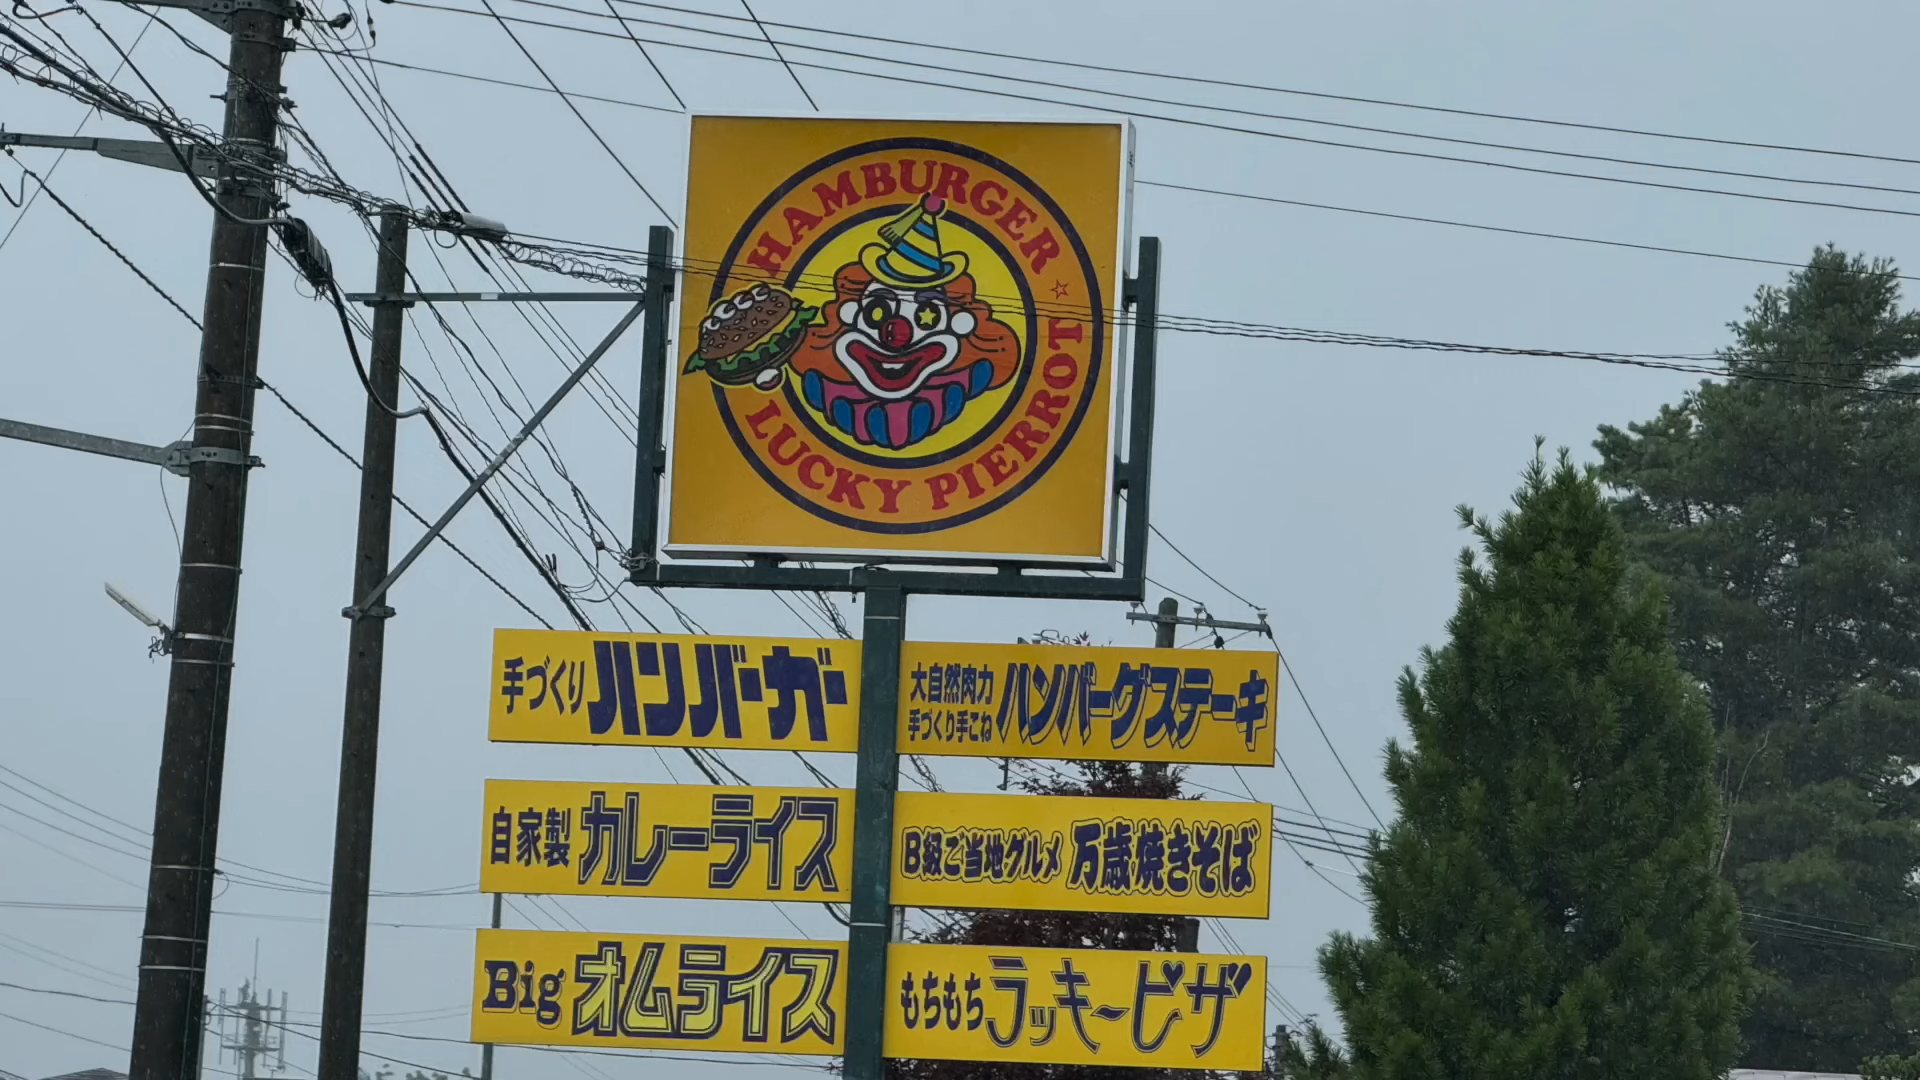 HAMBURGER
LUCKY PIERROT
手づくり ハンバーガー
大自然肉力
手づくり手こね
ハンバーグステーキ
自家製 カレーライス
B級ご当地グルメ 万歳焼きそば
Big オムライス
もちもち ラッキ〜ピザ